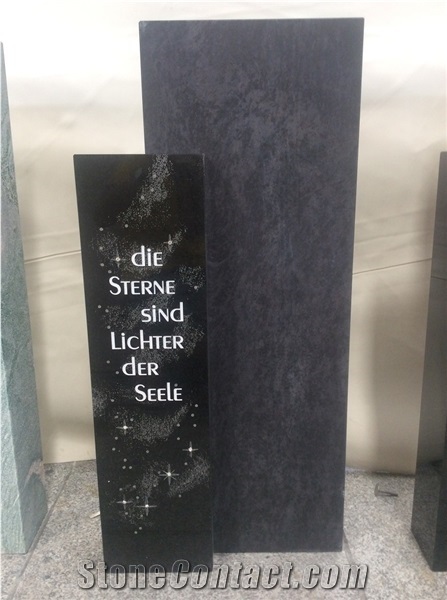 die
STERNE
sind
LICHTER
DER
SEELE
StoneContact.com